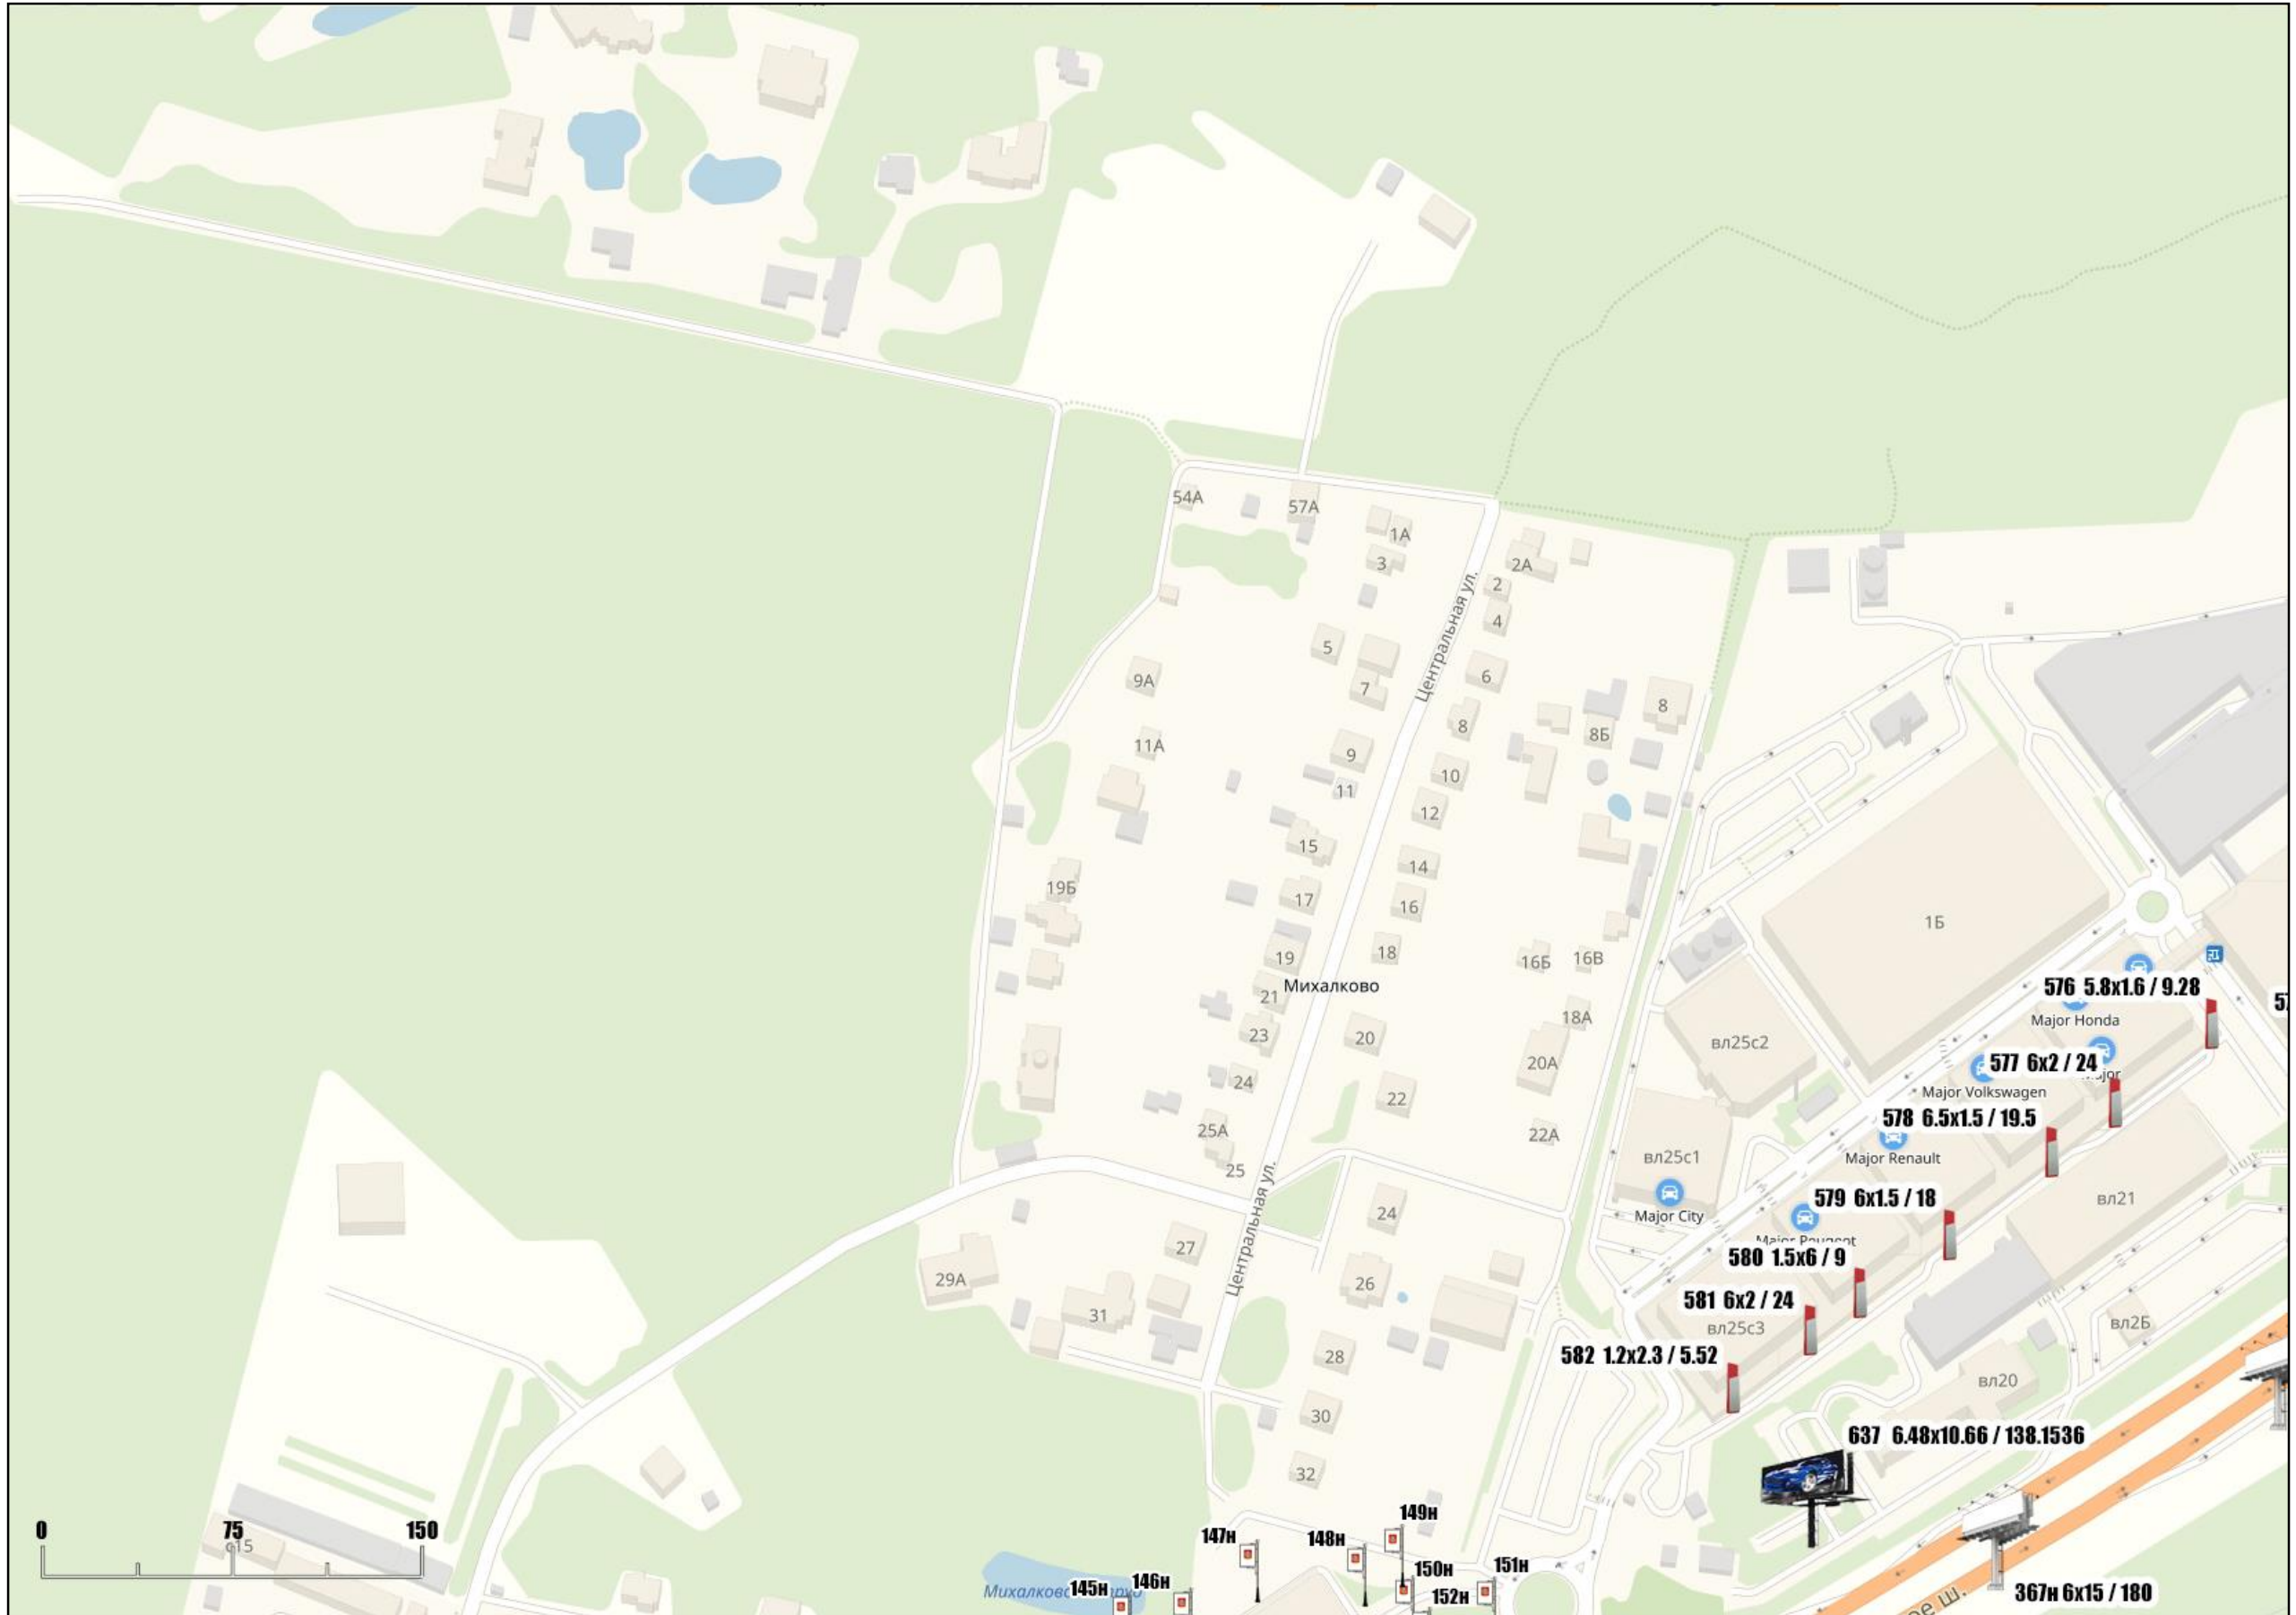 54А
57А
1А
3
2А
2
4
Центральная ул.
5
6
7
9А
8
8
8Б
11А
9
10
11
12
15
14
19Б
17
16
1Б
18
19
16Б
16В
Михалково
21
576 5.8x1.6 / 9.28
Major Honda
18А
23
20
вл25с2
20А
577 6x2 / 24
24
Major Volkswagen
22
578 6.5x1.5 / 19.5
25А
22А
вл25с1
Major Renault
25
579 6x1.5 / 18
вл21
24
Major City
27
Центральная ул.
Major Peugeot
580 1.5x6 / 9
29А
26
581 6x2 / 24
31
вл25с3
вл2Б
28
582 1.2x2.3 / 5.52
вл20
30
637 6.48x10.66 / 138.1536
32
149н
0 75 150
с15
147н
148н
150н
151н
145н
146н
152н
367н 6x15 / 180
ое ш.